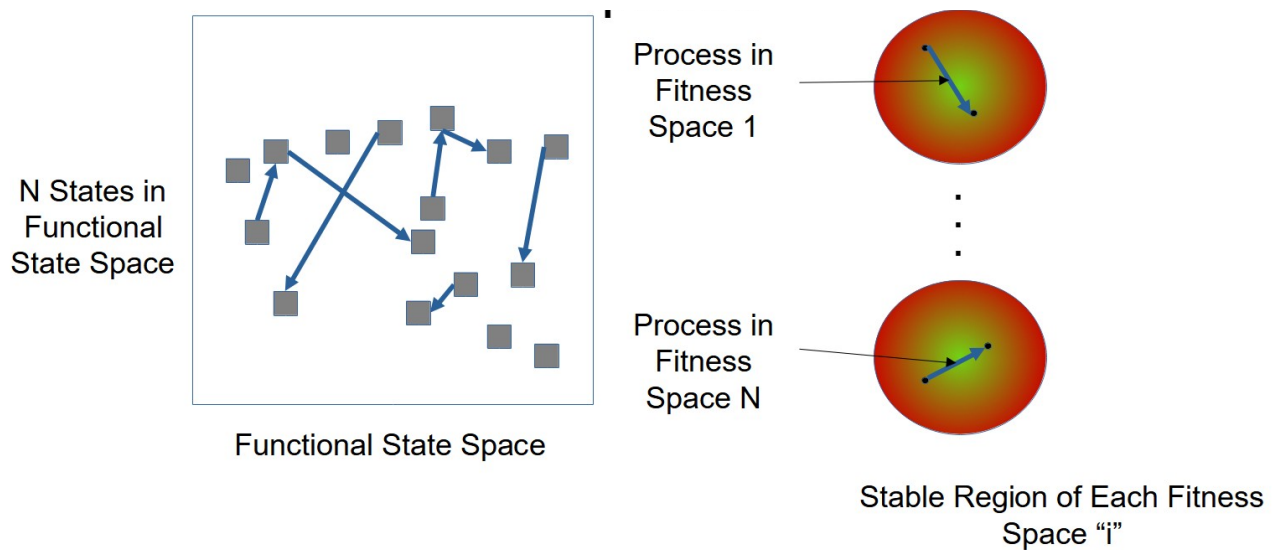 N States in
Functional
State Space
Functional State Space
Process in
Fitness
Space 1
Process in
Fitness
Space N
Stable Region of Each Fitness
Space “i”